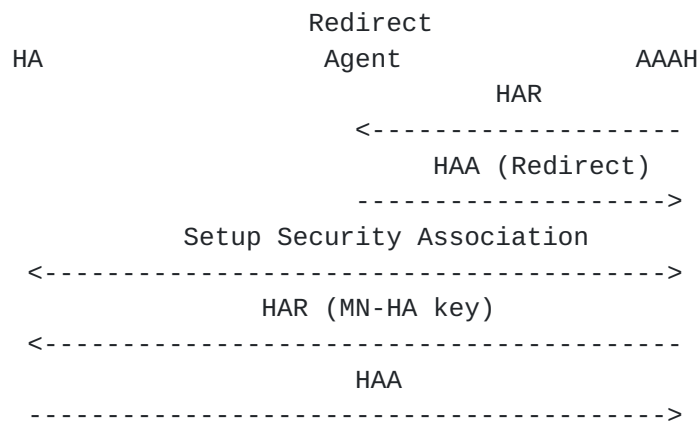 Redirect
HA Agent AAAH
HAR
<---------------------
HAA (Redirect)
--------------------->
Setup Security Association
<---------------------------------------->
HAR (MN-HA key)
<-----------------------------------------
HAA
----------------------------------------->